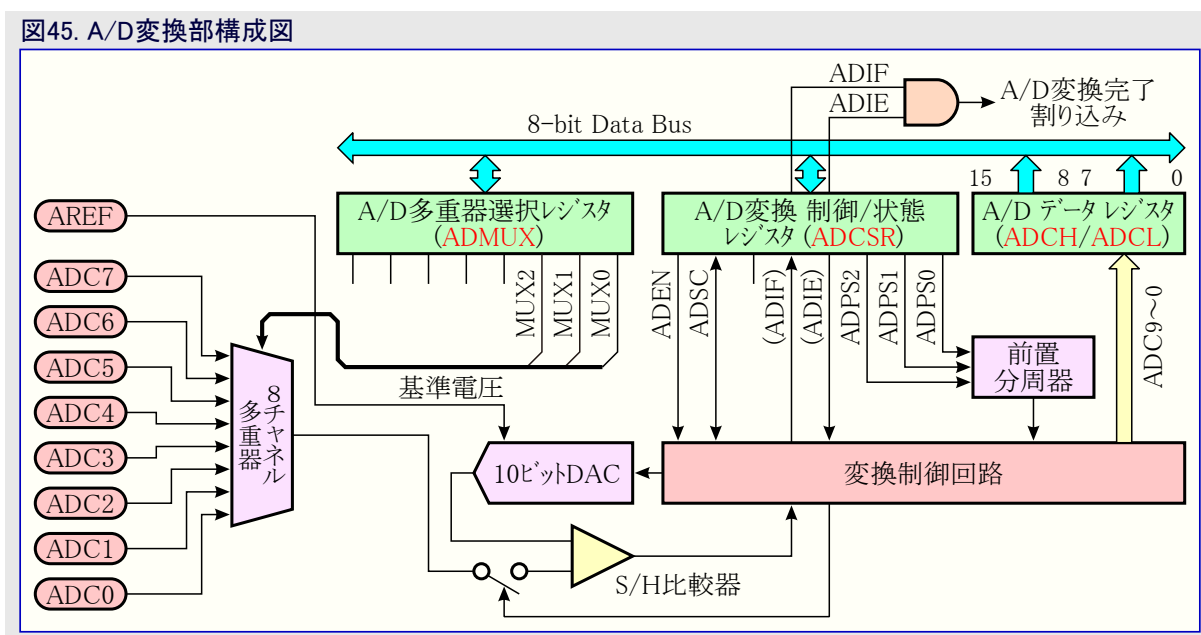 図45. A/D変換部構成図
ADIF
ADIE
A/D変換完了
割り込み
8-bit Data Bus
15
8 7
0
AREF
A/D多重器選択レジスタ
(ADMUX)
A/D変換 制御/状態
レジスタ (ADCSR)
A/D データ レジスタ
(ADCH/ADCL)
MUX2
MUX1
MUX0
ADEN
ADSC
(ADIF)
(ADIE)
ADPS2
ADPS1
ADPS0
ADC9～0
ADC7
ADC6
ADC5
ADC4
ADC3
ADC2
ADC1
ADC0
8チャネル
多重器
基準電圧
前置
分周器
10ビットDAC
変換制御回路
S/H比較器